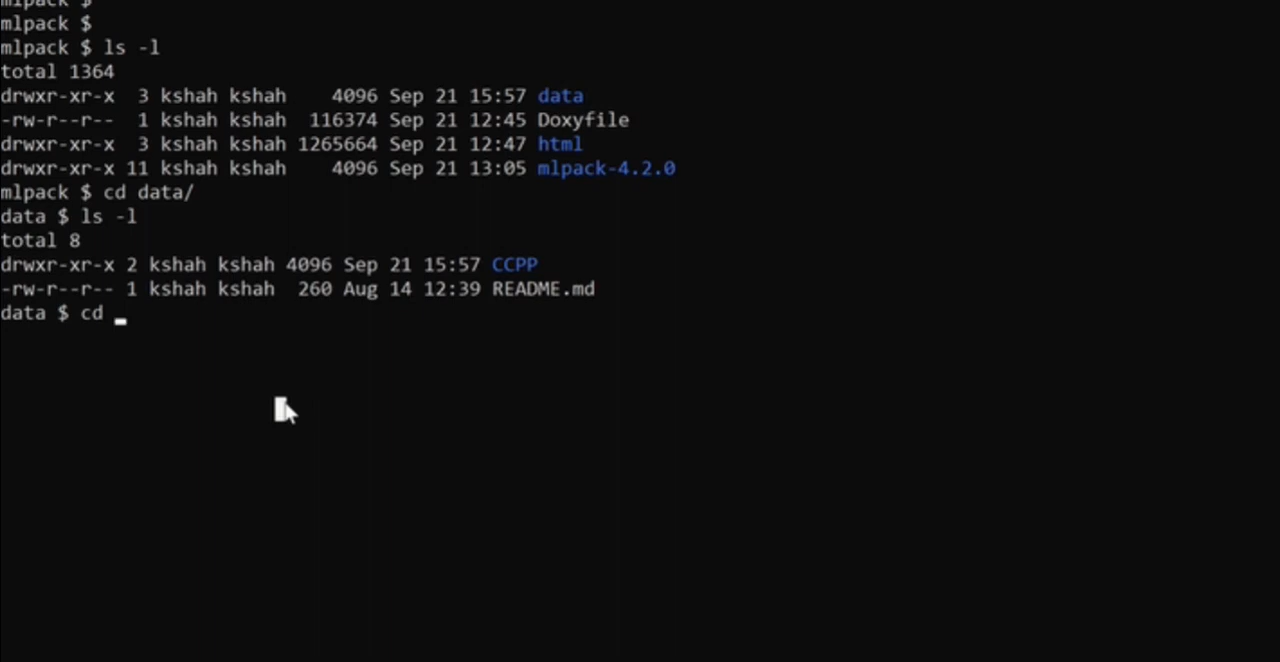 mlpack $
mlpack $
mlpack $ ls -l
total 1364
drwxr-xr-x  3 kshah kshah    4096 Sep 21 15:57 data
-rw-r--r--  1 kshah kshah  116374 Sep 21 12:45 Doxyfile
drwxr-xr-x  3 kshah kshah 1265664 Sep 21 12:47 html
drwxr-xr-x 11 kshah kshah    4096 Sep 21 13:05 mlpack-4.2.0
mlpack $ cd data/
data $ ls -l
total 8
drwxr-xr-x 2 kshah kshah 4096 Sep 21 15:57 CCPP
-rw-r--r-- 1 kshah kshah  260 Aug 14 12:39 README.md
data $ cd